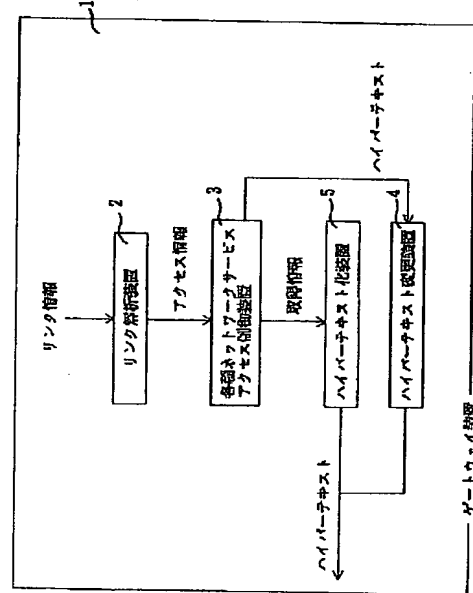 1
リンク情報
2
リンク解析装置
アクセス情報
3
各種ネットワークサービス
アクセス制御装置
ハイパーテキスト
取得情報
5
ハイパーテキスト化装置
4
ハイパーテキスト変更装置
ハイパーテキスト
ゲートウェイ装置